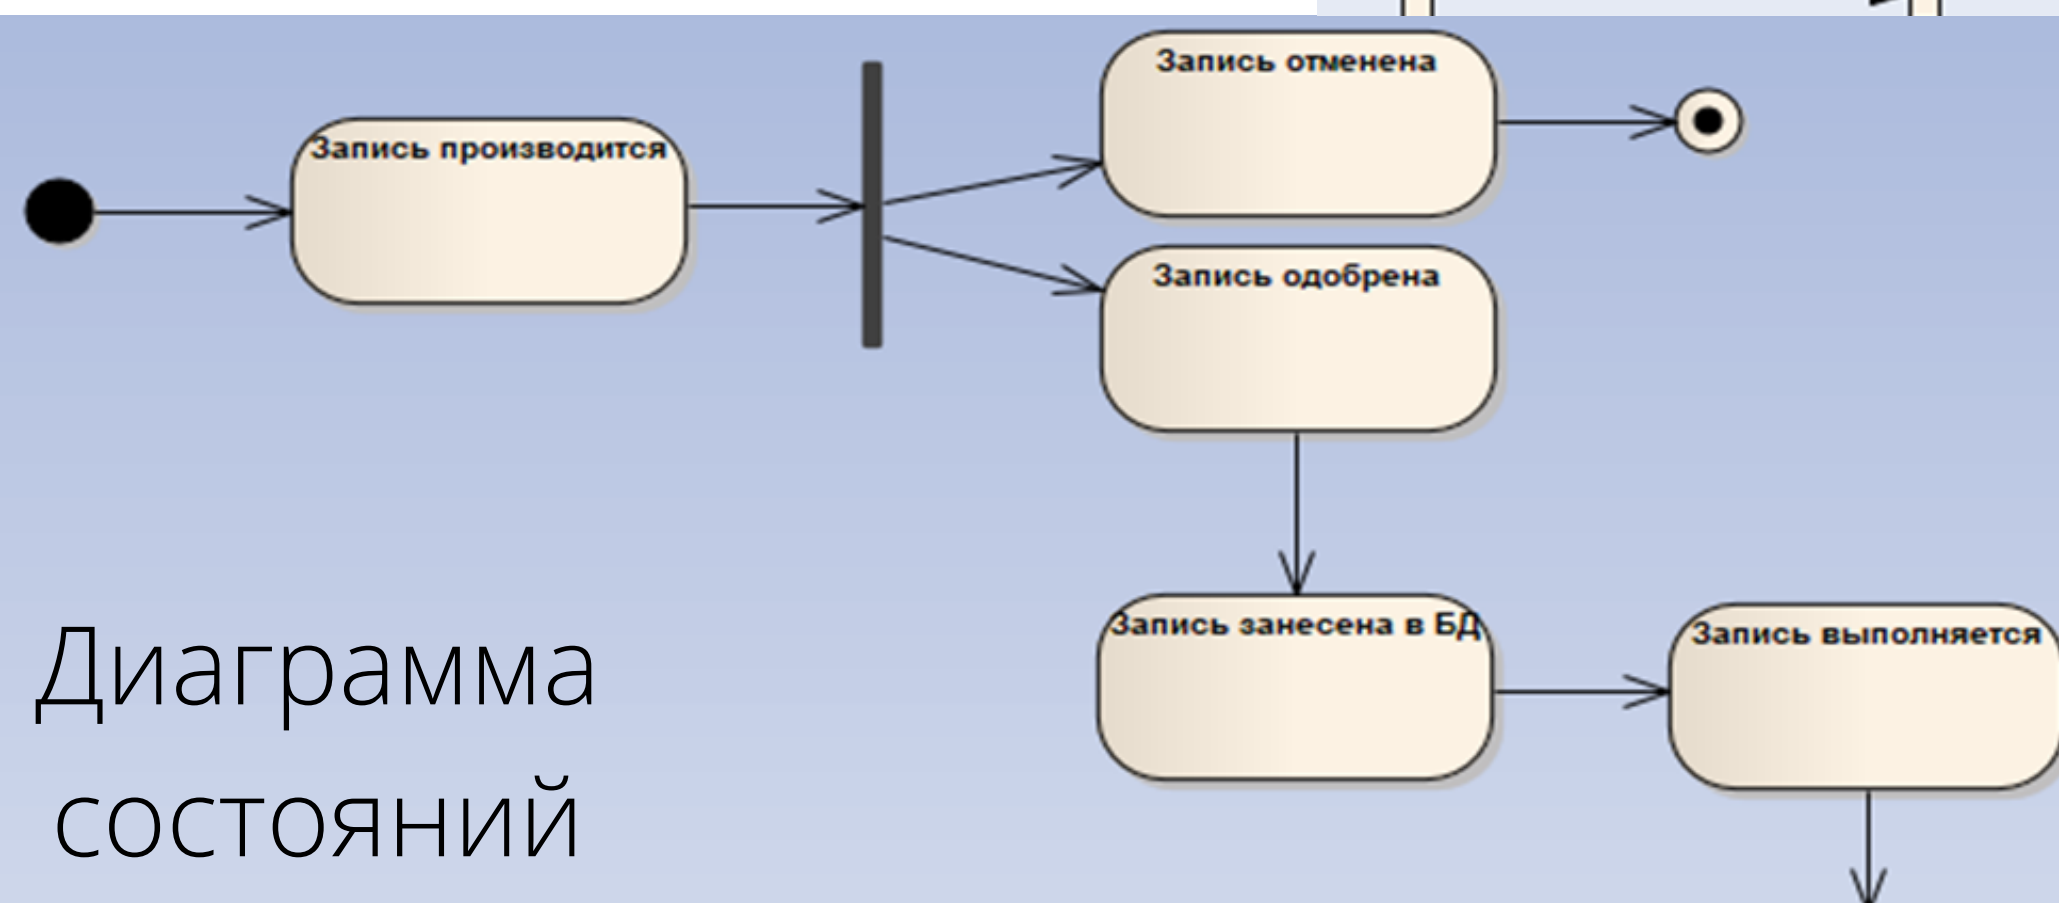 Запись отменена
Запись производится
Запись одобрена
Запись занесена в БД
Запись выполняется
Диаграмма
состояний